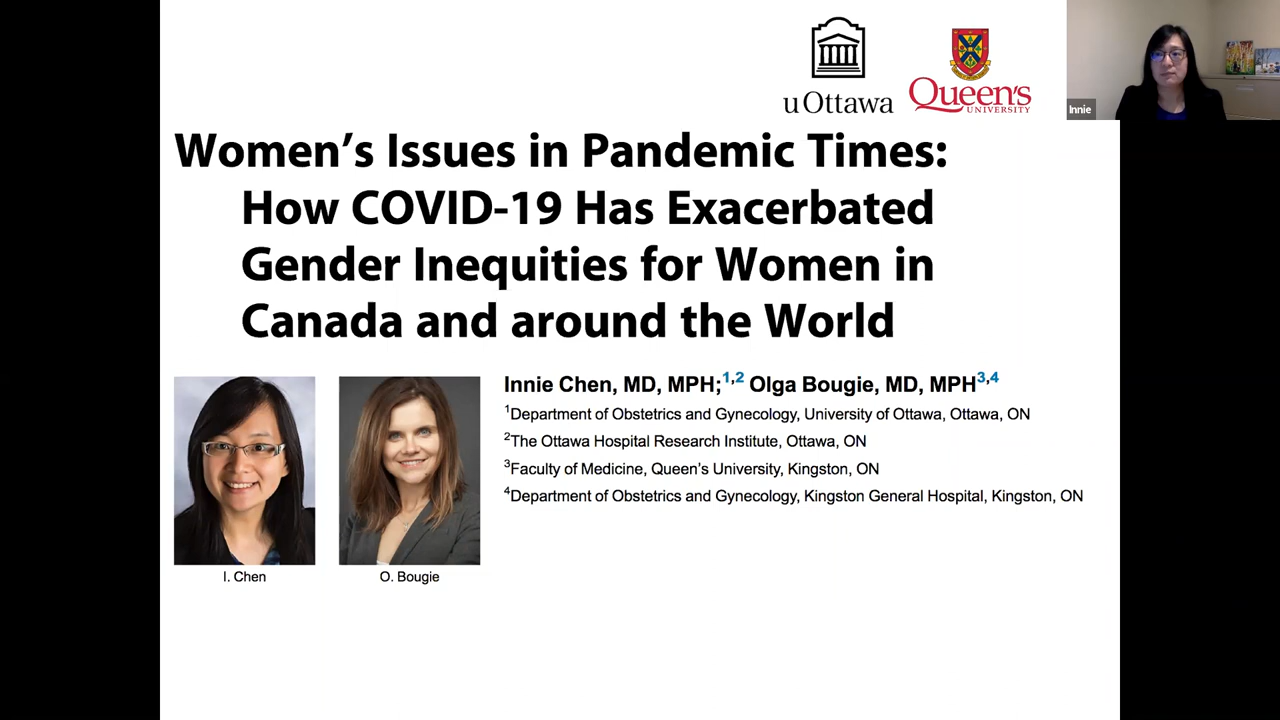 uOttawa
Queen's
UNIVERSITY
Innie
Women's Issues in Pandemic Times:
How COVID-19 Has Exacerbated
Gender Inequities for Women in
Canada and around the World
Innie Chen, MD, MPH;1,2 Olga Bougie, MD, MPH3,4
1Department of Obstetrics and Gynecology, University of Ottawa, Ottawa, ON
2The Ottawa Hospital Research Institute, Ottawa, ON
3Faculty of Medicine, Queen's University, Kingston, ON
4Department of Obstetrics and Gynecology, Kingston General Hospital, Kingston, ON
I. Chen
O. Bougie